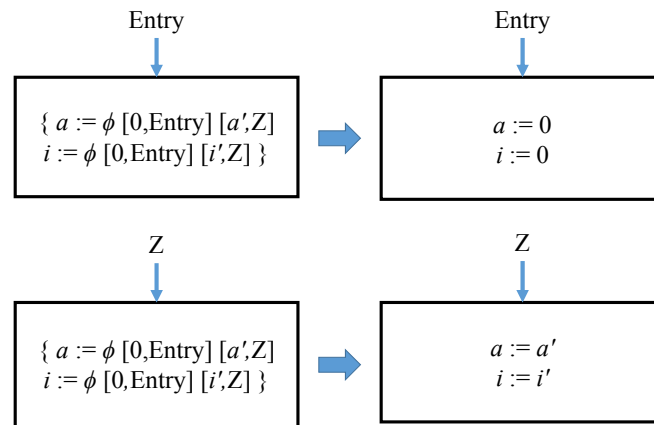 Entry
{ a := ϕ [0,Entry] [a′,Z]
i := ϕ [0,Entry] [i′,Z] }
Entry
a := 0
i := 0
Z
{ a := ϕ [0,Entry] [a′,Z]
i := ϕ [0,Entry] [i′,Z] }
Z
a := a′
i := i′